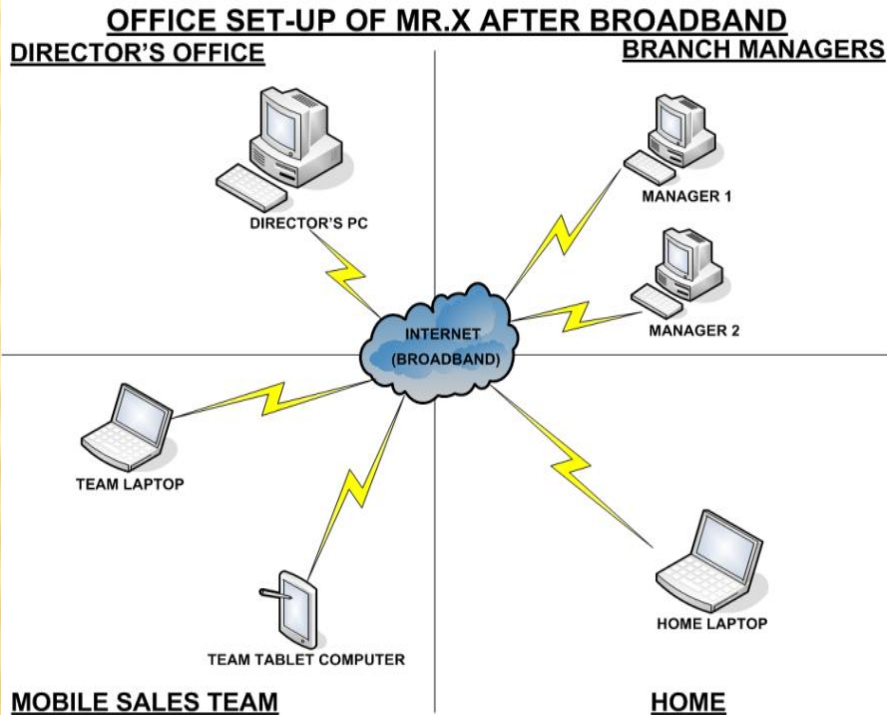 OFFICE SET-UP OF MR.X AFTER BROADBAND
DIRECTOR'S OFFICE
BRANCH MANAGERS
DIRECTOR'S PC
MANAGER 1
MANAGER 2
INTERNET
(BROADBAND)
TEAM LAPTOP
TEAM TABLET COMPUTER
HOME LAPTOP
MOBILE SALES TEAM
HOME